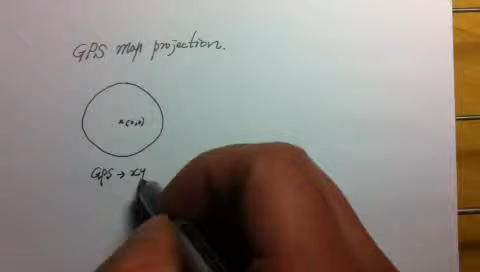 GPS map projection.
x(0,0)
GPS → xy